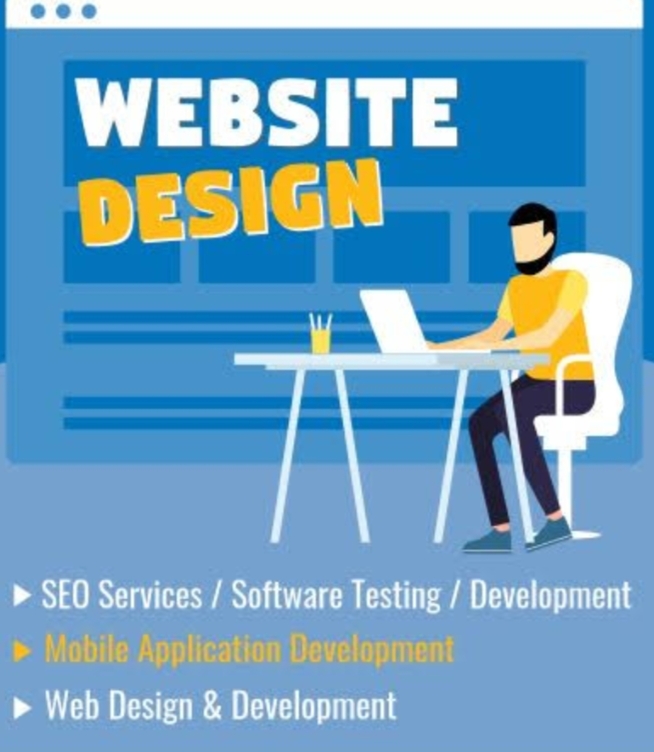 WEBSITE
DESIGN
SEO Services / Software Testing / Development
Mobile Application Development
Web Design & Development